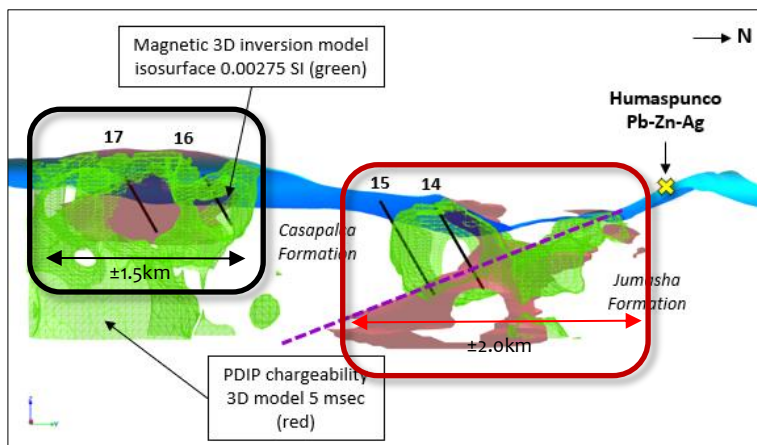 Magnetic 3D inversion model
isosurface 0.00275 SI (green)
N
Humaspunco
Pb-Zn-Ag
17
16
15
14
Casapalca
Formation
±1.5km
Jumasha
Formation
±2.0km
PDIP chargeability
3D model 5 msec
(red)